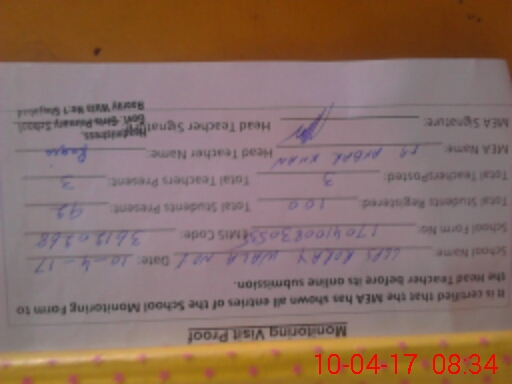 Monitoring Visit Proof
It is certified that the MEA has shown all entries of the School Monitoring Form to
the Head Teacher before its online submission.
School Name: Date: 10-4-17
School Form No: EMIS Code:
Total Students Registered: 100 Total Students Present: 92
Total TeachersPosted: 3 Total Teachers Present: 3
MEA Name: AKBAR KHAN Head Teacher Name:
MEA Signature: Head Teacher Signature:
Headmistress,
Govt. Girls Primary School
10-04-17 08:34